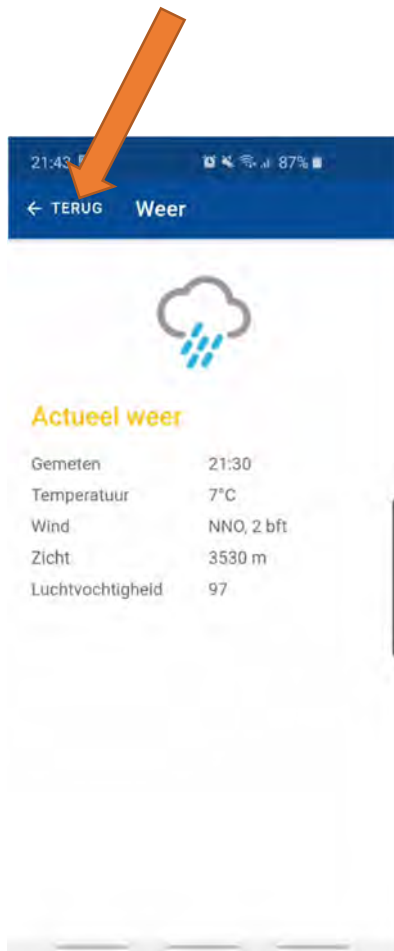 21:43 87%
← TERUG Weer
Actueel weer
Gemeten 21:30
Temperatuur 7°C
Wind NNO, 2 bft
Zicht 3530 m
Luchtvochtigheid 97